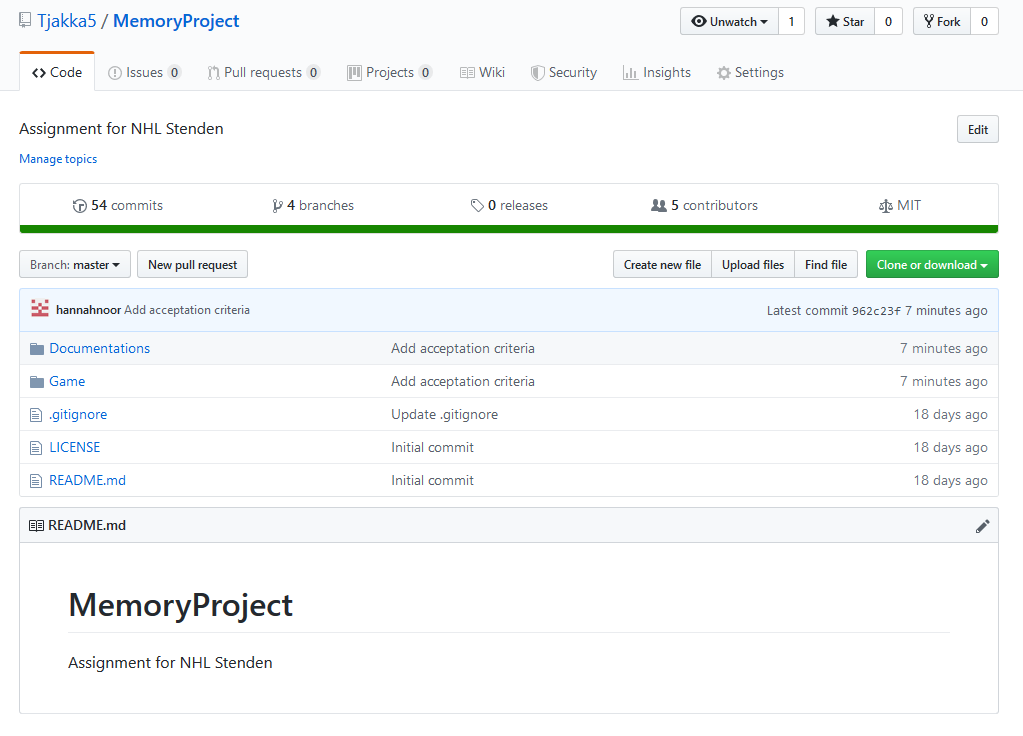 Tjakka5 / MemoryProject
Unwatch 1 Star 0 Fork 0
Code Issues 0 Pull requests 0 Projects 0 Wiki Security Insights Settings
Assignment for NHL Stenden
Edit
Manage topics
54 commits 4 branches 0 releases 5 contributors MIT
Branch: master New pull request Create new file Upload files Find file Clone or download
hannahnoor Add acceptation criteria Latest commit 962c23f 7 minutes ago
Documentations Add acceptation criteria 7 minutes ago
Game Add acceptation criteria 7 minutes ago
.gitignore Update .gitignore 18 days ago
LICENSE Initial commit 18 days ago
README.md Initial commit 18 days ago
README.md
MemoryProject
Assignment for NHL Stenden